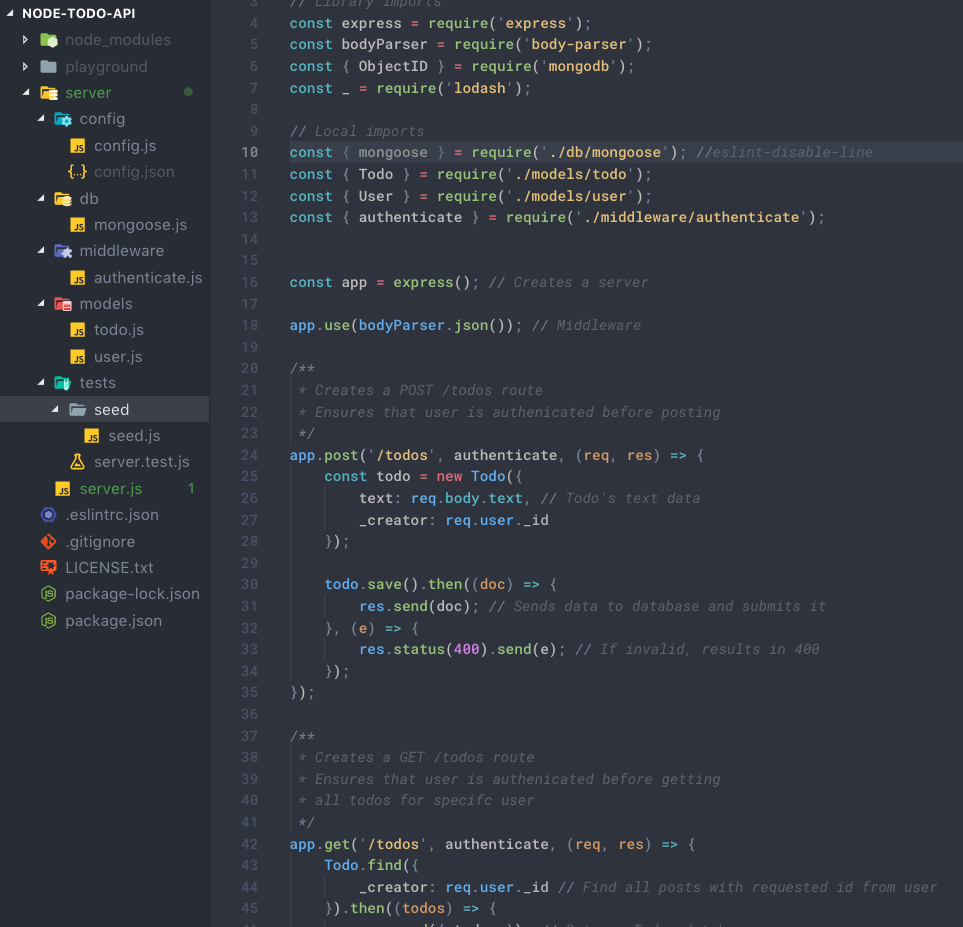 NODE-TODO-API
node_modules
playground
server
config
config.js
{..} config.json
db
mongoose.js
middleware
authenticate.js
models
todo.js
user.js
tests
seed
seed.js
server.test.js
server.js 1
.eslintrc.json
.gitignore
LICENSE.txt
package-lock.json
package.json
3 // Library imports
4 const express = require('express');
5 const bodyParser = require('body-parser');
6 const { ObjectID } = require('mongodb');
7 const _ = require('lodash');
8
9 // Local imports
10 const { mongoose } = require('./db/mongoose'); //eslint-disable-line
11 const { Todo } = require('./models/todo');
12 const { User } = require('./models/user');
13 const { authenticate } = require('./middleware/authenticate');
14
15
16 const app = express(); // Creates a server
17
18 app.use(bodyParser.json()); // Middleware
19
20 /**
21 * Creates a POST /todos route
22 * Ensures that user is authenicated before posting
23 */
24 app.post('/todos', authenticate, (req, res) => {
25 const todo = new Todo({
26 text: req.body.text, // Todo's text data
27 _creator: req.user._id
28 });
29
30 todo.save().then((doc) => {
31 res.send(doc); // Sends data to database and submits it
32 }, (e) => {
33 res.status(400).send(e); // If invalid, results in 400
34 });
35 });
36
37 /**
38 * Creates a GET /todos route
39 * Ensures that user is authenicated before getting
40 * all todos for specifc user
41 */
42 app.get('/todos', authenticate, (req, res) => {
43 Todo.find({
44 _creator: req.user._id // Find all posts with requested id from user
45 }).then((todos) => {